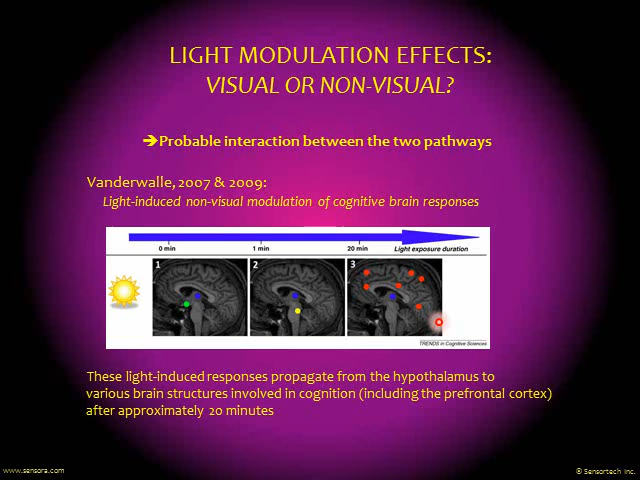 LIGHT MODULATION EFFECTS:
VISUAL OR NON-VISUAL?
➔Probable interaction between the two pathways
Vanderwalle, 2007 & 2009:
Light-induced non-visual modulation of cognitive brain responses
0 min 1 min 20 min Light exposure duration
1 2 3
TRENDS in Cognitive Sciences
These light-induced responses propagate from the hypothalamus to
various brain structures involved in cognition (including the prefrontal cortex)
after approximately 20 minutes
www.sensora.com © Sensortech Inc.